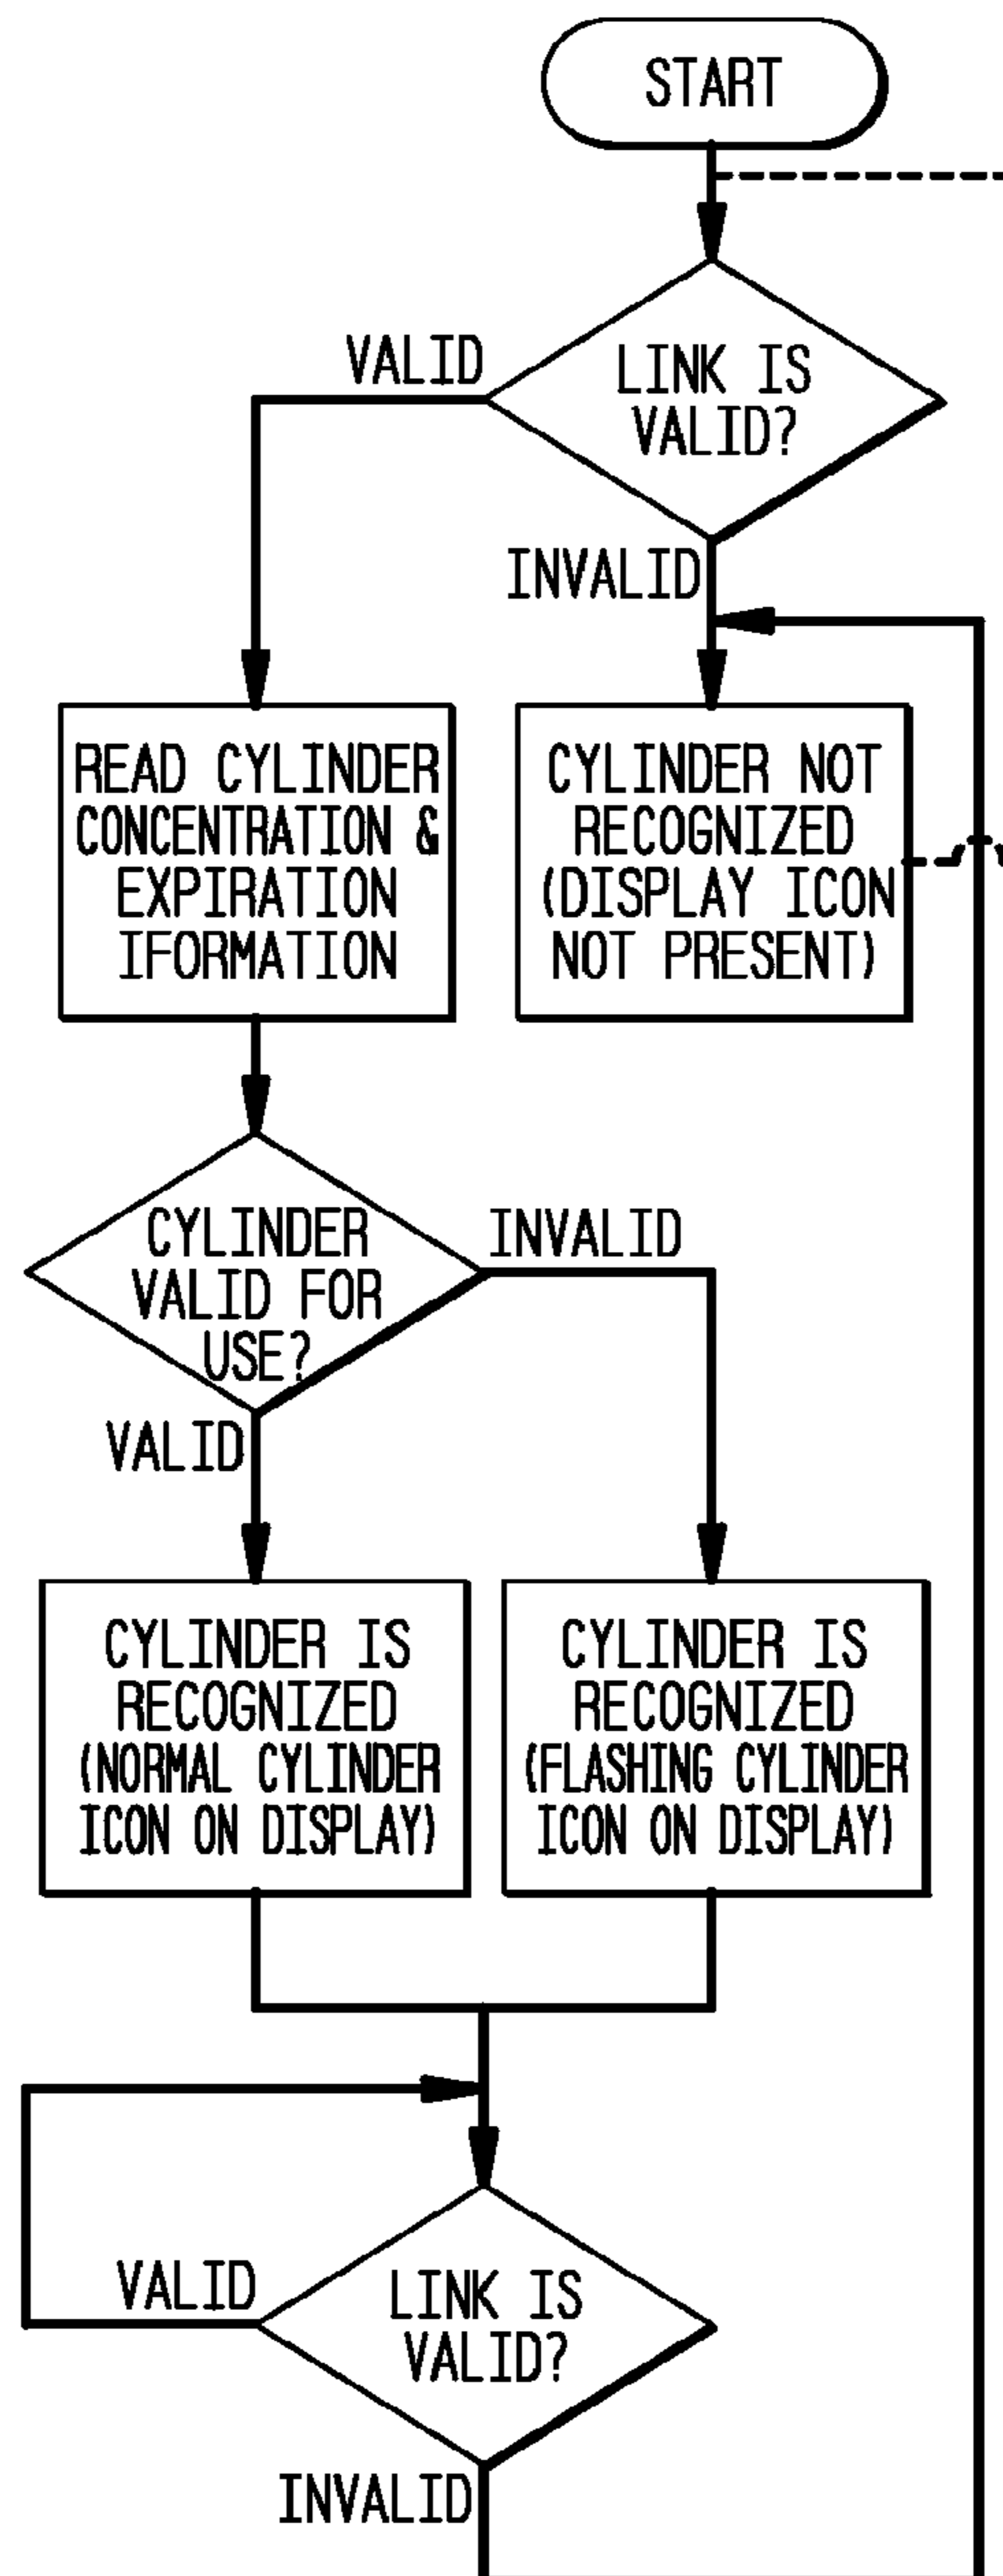 START
LINK IS
VALID?
VALID
INVALID
READ CYLINDER
CONCENTRATION &
EXPIRATION
IFORMATION
CYLINDER NOT
RECOGNIZED
(DISPLAY ICON
NOT PRESENT)
CYLINDER
VALID FOR
USE?
INVALID
VALID
CYLINDER IS
RECOGNIZED
(NORMAL CYLINDER
ICON ON DISPLAY)
CYLINDER IS
RECOGNIZED
(FLASHING CYLINDER
ICON ON DISPLAY)
LINK IS
VALID?
VALID
INVALID